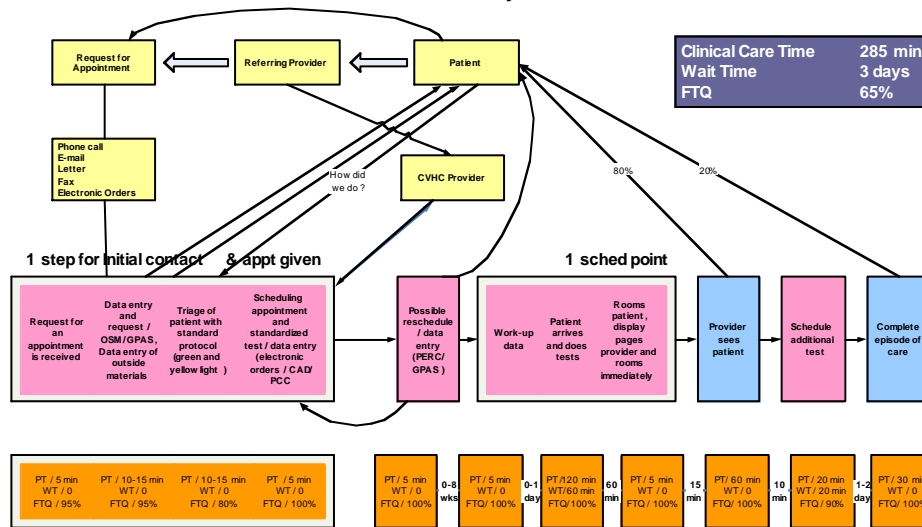 Request for
Appointment
Referring Provider
Patient
Clinical Care Time 285 min
Wait Time 3 days
FTQ 65%
Phone call
E-mail
Letter
Fax
Electronic Orders
How did
we do ?
CVHC Provider
80%
20%
1 step for Initial contact & appt given
1 sched point
Request for
an
appointment
is received
Data entry
and
request /
OSM/GPAS,
Data entry of
outside
materials
Triage of
patient with
standard
protocol
(green and
yellow light )
Scheduling
appointment
and
standardized
test / data entry
(electronic
orders / CAD/
PCC
Possible
reschedule /
data entry
(PERC/
GPAS )
Work-up
data
Patient
arrives and
does tests
Rooms
patient , display
pages
provider and
rooms
immediately
Provider
sees
patient
Schedule
additional
test
Complete
episode of
care
PT / 5 min
WT / 0
FTQ / 95%
PT / 10-15 min
WT / 0
FTQ / 95%
PT / 10-15 min
WT / 0
FTQ / 80%
PT / 5 min
WT / 0
FTQ / 100%
PT / 5 min
WT / 0
FTQ / 100%
0-8
wks
PT / 5 min
WT / 0
FTQ / 100%
0-1
day
PT /120 min
WT/60 min
FTQ/ 100%
60
min
PT / 5 min
WT / 0
FTQ / 100%
15
min
PT / 60 min
WT / 0
FTQ / 100%
10
min
PT / 20 min
WT / 20 min
FTQ / 90%
1-2
day
PT / 30 min
WT / 0
FTQ / 100%